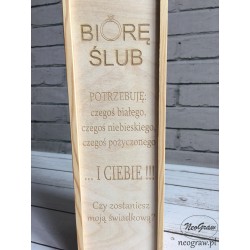 BIORĘ
ŚLUB
POTRZEBUJĘ:
czegoś białego,
czegoś niebieskiego,
czegoś pożyczonego
... I CIEBIE !!!
Czy zostaniesz
moją świadkową?
NeoGraw
neograw.pl